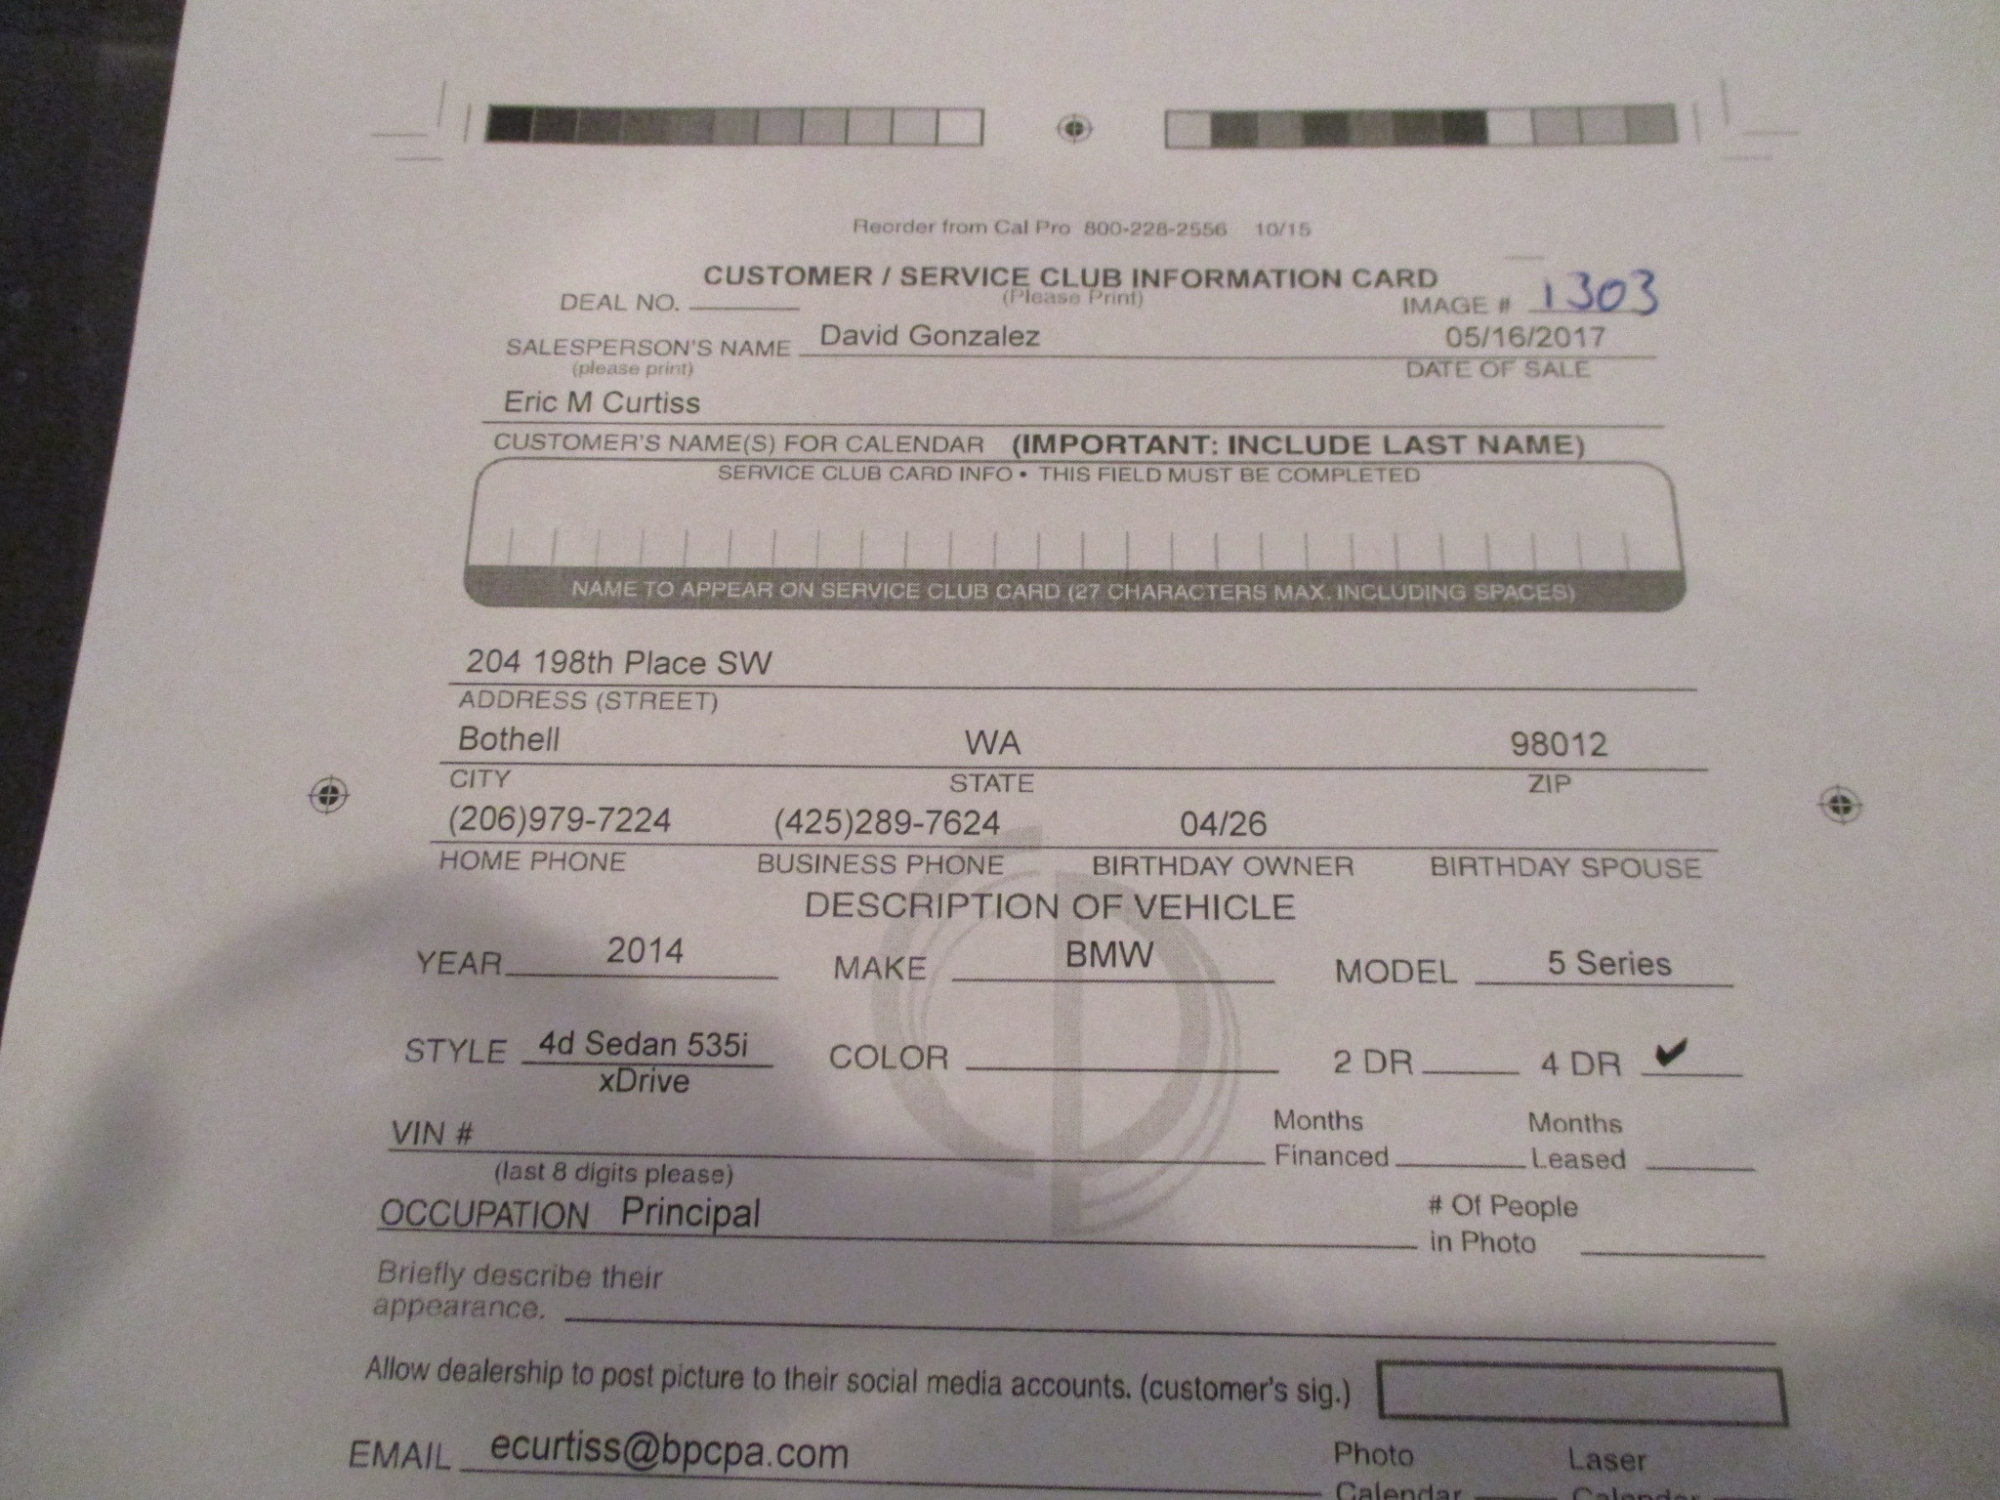 Reorder from Cal Pro 800-228-2556 10/15
CUSTOMER / SERVICE CLUB INFORMATION CARD
DEAL NO. (Please Print) IMAGE # 1303
SALESPERSON'S NAME David Gonzalez 05/16/2017
(please print) DATE OF SALE
Eric M Curtiss
CUSTOMER'S NAME(S) FOR CALENDAR (IMPORTANT: INCLUDE LAST NAME)
SERVICE CLUB CARD INFO • THIS FIELD MUST BE COMPLETED
NAME TO APPEAR ON SERVICE CLUB CARD (27 CHARACTERS MAX. INCLUDING SPACES)
204 198th Place SW
ADDRESS (STREET)
Bothell WA 98012
CITY STATE ZIP
(206)979-7224 (425)289-7624 04/26
HOME PHONE BUSINESS PHONE BIRTHDAY OWNER BIRTHDAY SPOUSE
DESCRIPTION OF VEHICLE
YEAR 2014 MAKE BMW MODEL 5 Series
STYLE 4d Sedan 535i COLOR 2 DR 4 DR ✔
xDrive
Months Months
VIN # Financed Leased
(last 8 digits please)
OCCUPATION Principal # Of People
in Photo
Briefly describe their
appearance.
Allow dealership to post picture to their social media accounts. (customer's sig.)
EMAIL ecurtiss@bpcpa.com Photo Laser
Calendar Calendar